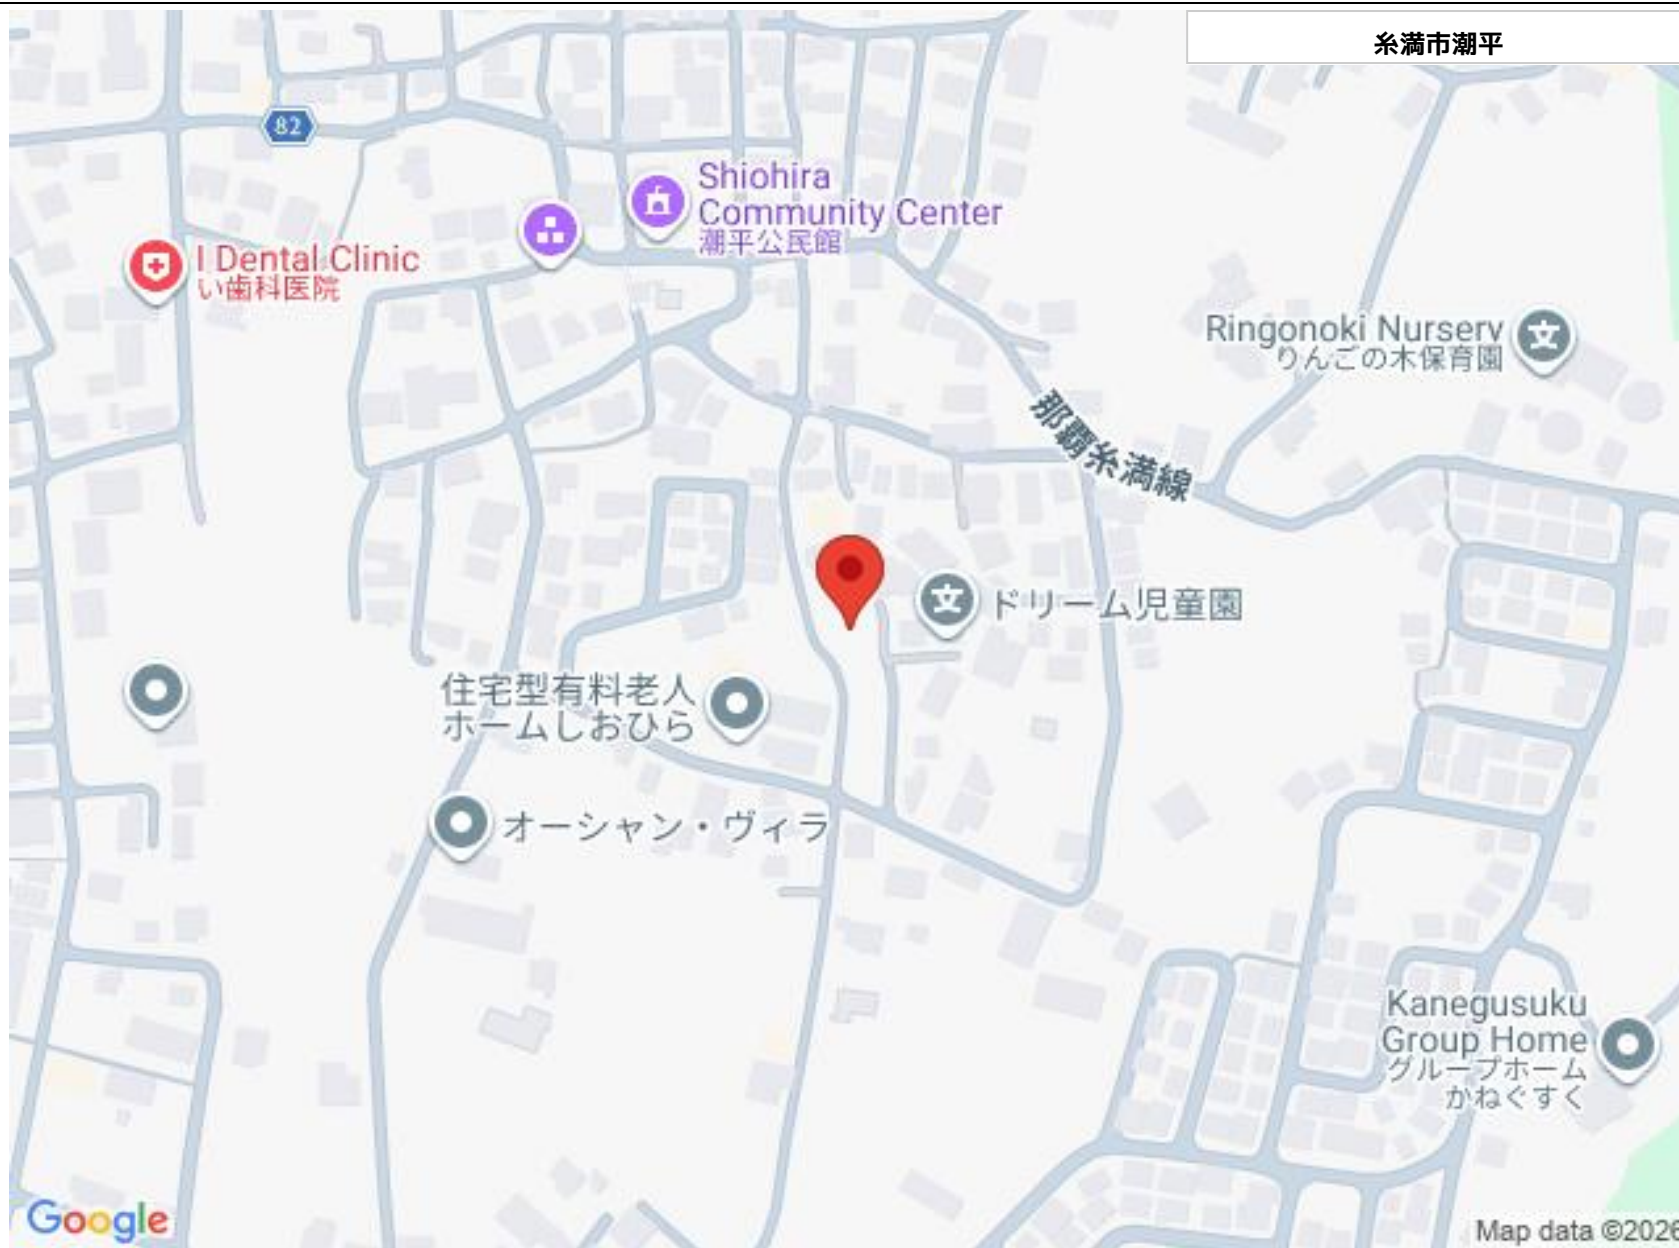 糸満市潮平
82
Shiohira
Community Center
潮平公民館
I Dental Clinic
い歯科医院
Ringonoki Nurserv
りんごの木保育園
那覇糸満線
ドリーム児童園
住宅型有料老人
ホームしおひら
オーシャン・ヴィラ
Kanegusuku
Group Home
グループホーム
かねぐすく
Google
Map data ©2026